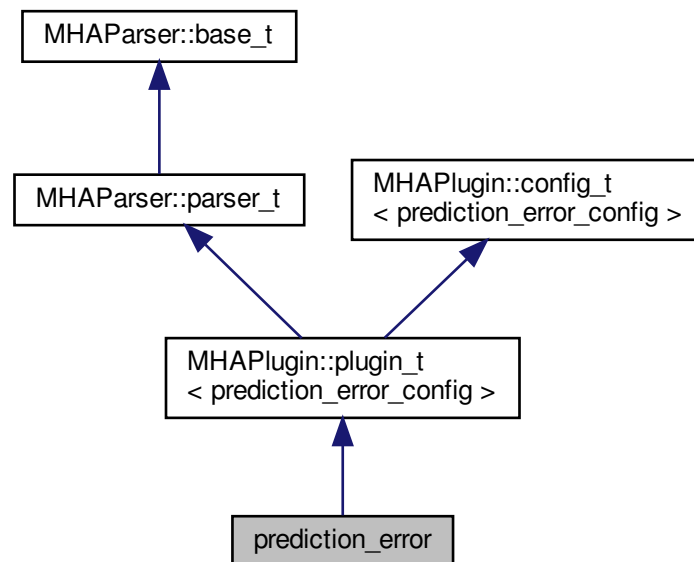 MHAParser::base_t
MHAParser::parser_t
MHAPlugin::config_t
< prediction_error_config >
MHAPlugin::plugin_t
< prediction_error_config >
prediction_error